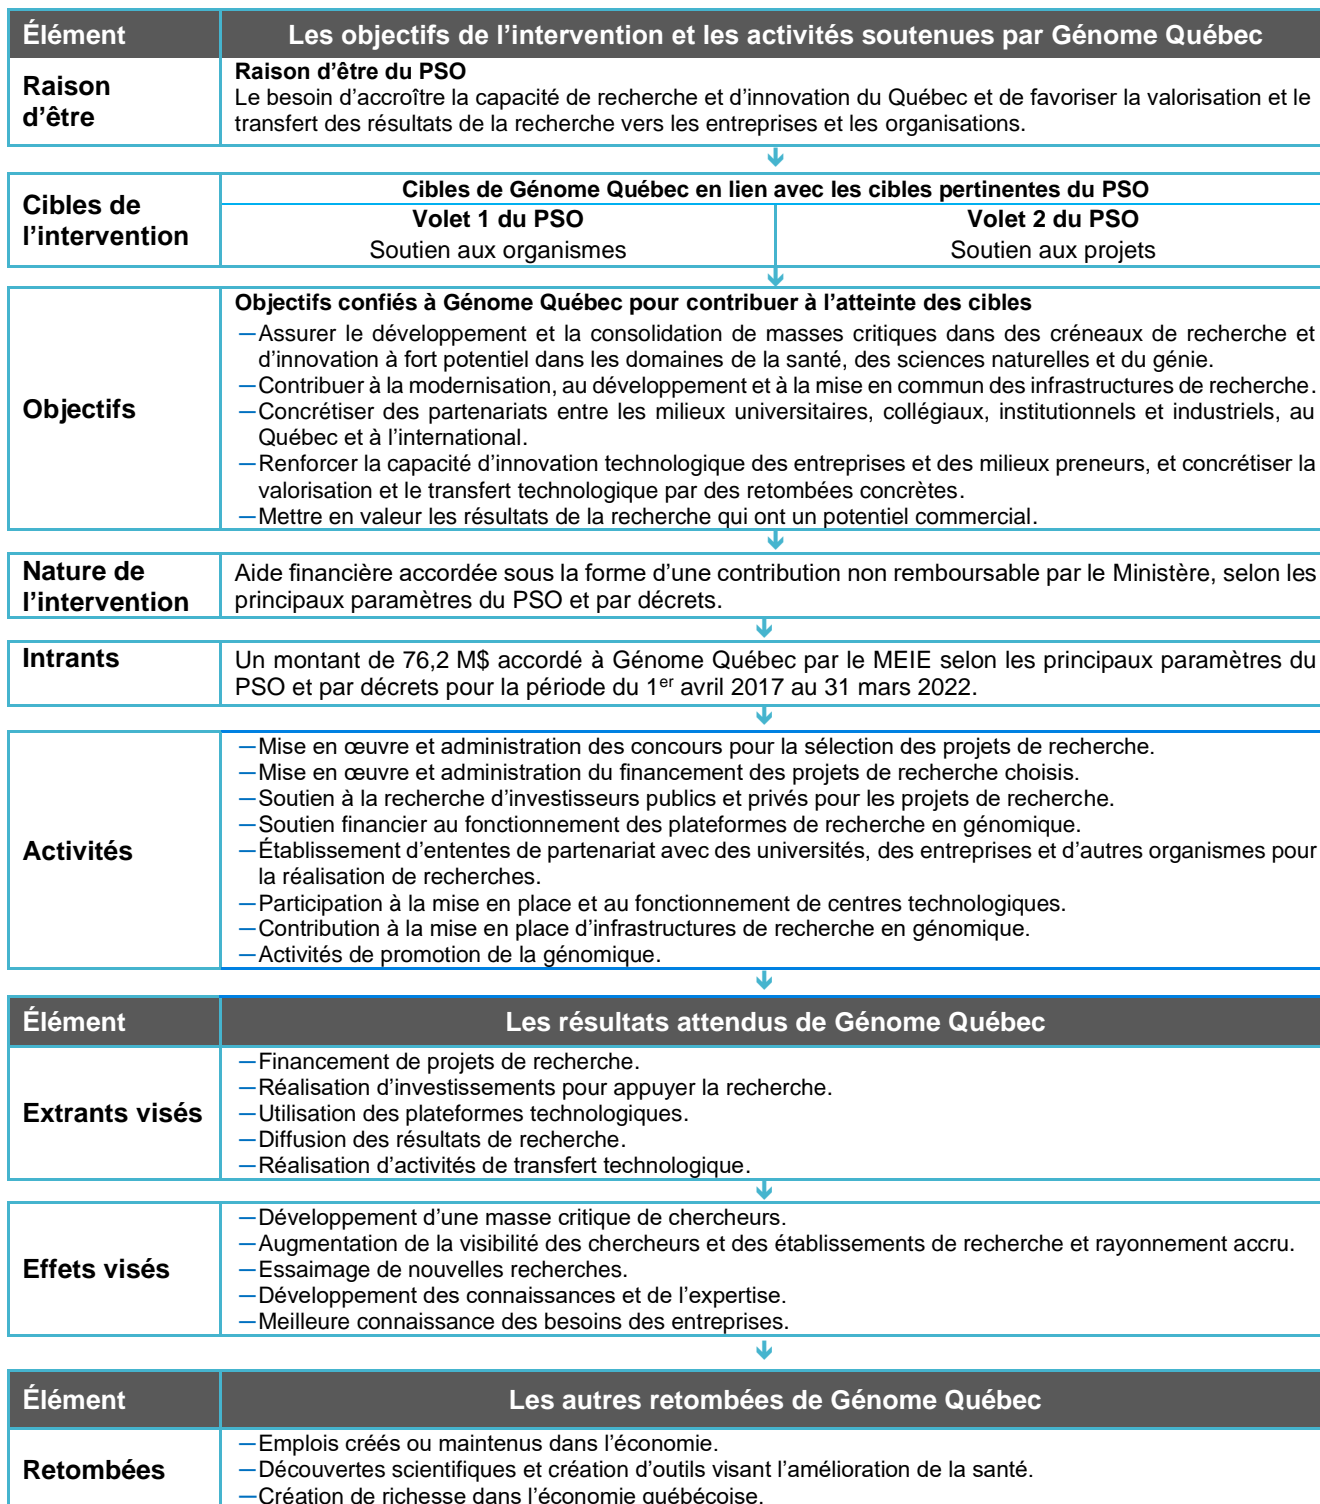 Élément
Les objectifs de l’intervention et les activités soutenues par Génome Québec
Raison
d’être
Raison d’être du PSO
Le besoin d’accroître la capacité de recherche et d’innovation du Québec et de favoriser la valorisation et le
transfert des résultats de la recherche vers les entreprises et les organisations.
Cibles de
l’intervention
Cibles de Génome Québec en lien avec les cibles pertinentes du PSO
Volet 1 du PSO
Soutien aux organismes
Volet 2 du PSO
Soutien aux projets
Objectifs
Objectifs confiés à Génome Québec pour contribuer à l’atteinte des cibles
—Assurer le développement et la consolidation de masses critiques dans des créneaux de recherche et
d’innovation à fort potentiel dans les domaines de la santé, des sciences naturelles et du génie.
—Contribuer à la modernisation, au développement et à la mise en commun des infrastructures de recherche.
—Concrétiser des partenariats entre les milieux universitaires, collégiaux, institutionnels et industriels, au
Québec et à l’international.
—Renforcer la capacité d’innovation technologique des entreprises et des milieux preneurs, et concrétiser la
valorisation et le transfert technologique par des retombées concrètes.
—Mettre en valeur les résultats de la recherche qui ont un potentiel commercial.
Nature de
l’intervention
Aide financière accordée sous la forme d’une contribution non remboursable par le Ministère, selon les
principaux paramètres du PSO et par décrets.
Intrants
Un montant de 76,2 M$ accordé à Génome Québec par le MEIE selon les principaux paramètres du
PSO et par décrets pour la période du 1er avril 2017 au 31 mars 2022.
Activités
—Mise en œuvre et administration des concours pour la sélection des projets de recherche.
—Mise en œuvre et administration du financement des projets de recherche choisis.
—Soutien à la recherche d’investisseurs publics et privés pour les projets de recherche.
—Soutien financier au fonctionnement des plateformes de recherche en génomique.
—Établissement d’ententes de partenariat avec des universités, des entreprises et d’autres organismes pour
la réalisation de recherches.
—Participation à la mise en place et au fonctionnement de centres technologiques.
—Contribution à la mise en place d’infrastructures de recherche en génomique.
—Activités de promotion de la génomique.
Élément
Les résultats attendus de Génome Québec
Extrants visés
—Financement de projets de recherche.
—Réalisation d’investissements pour appuyer la recherche.
—Utilisation des plateformes technologiques.
—Diffusion des résultats de recherche.
—Réalisation d’activités de transfert technologique.
Effets visés
—Développement d’une masse critique de chercheurs.
—Augmentation de la visibilité des chercheurs et des établissements de recherche et rayonnement accru.
—Essaimage de nouvelles recherches.
—Développement des connaissances et de l’expertise.
—Meilleure connaissance des besoins des entreprises.
Élément
Les autres retombées de Génome Québec
Retombées
—Emplois créés ou maintenus dans l’économie.
—Découvertes scientifiques et création d’outils visant l’amélioration de la santé.
—Création de richesse dans l’économie québécoise.